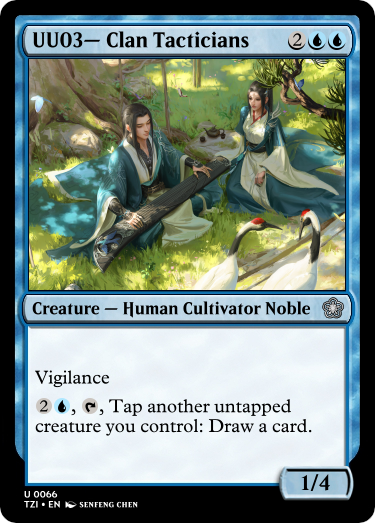 UU03— Clan Tacticians 2
Creature — Human Cultivator Noble
Vigilance
2, , Tap another untapped
creature you control: Draw a card.
1/4
U 0066
TZI • EN SENFENG CHEN